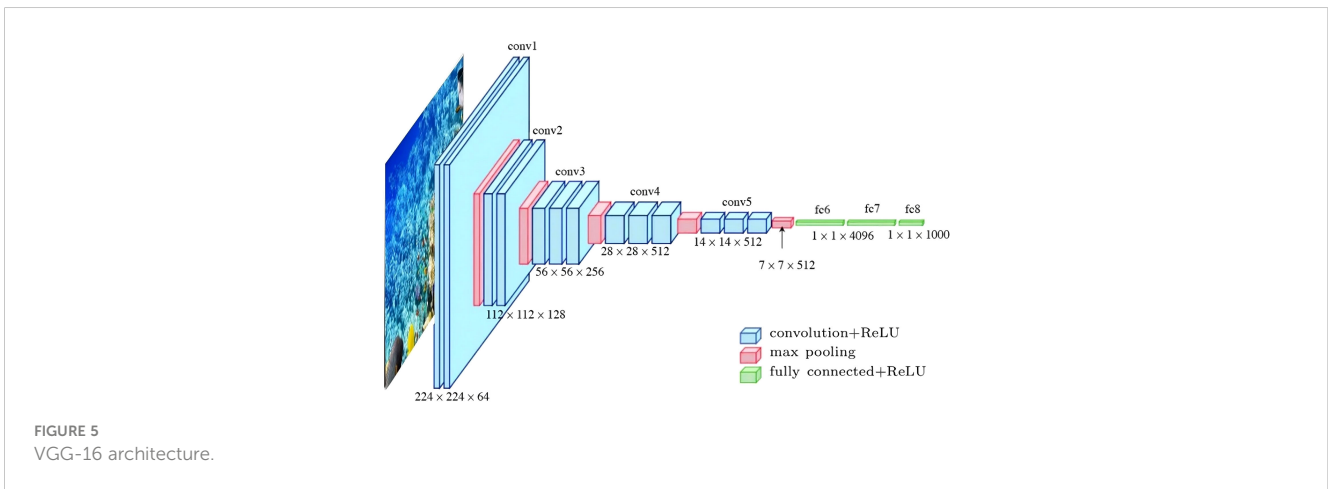 conv1
conv2
conv3
conv4
conv5
fc6
fc7
fc8
1 × 1 × 4096
1 × 1 × 1000
14 × 14 × 512
28 × 28 × 512
7 × 7 × 512
56 × 56 × 256
112 × 112 × 128
224 × 224 × 64
convolution+ReLU
max pooling
fully connected+ReLU
FIGURE 5
VGG-16 architecture.